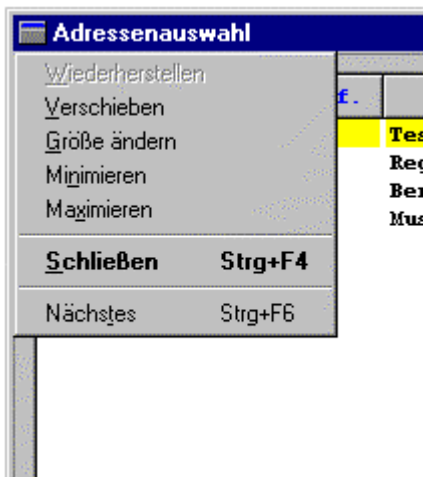 Adressenauswahl
Wiederherstellen
Verschieben
Größe ändern
Minimieren
Maximieren
Schließen Strg+F4
Nächstes Strg+F6
f.
Tes
Reg
Ber
Mus